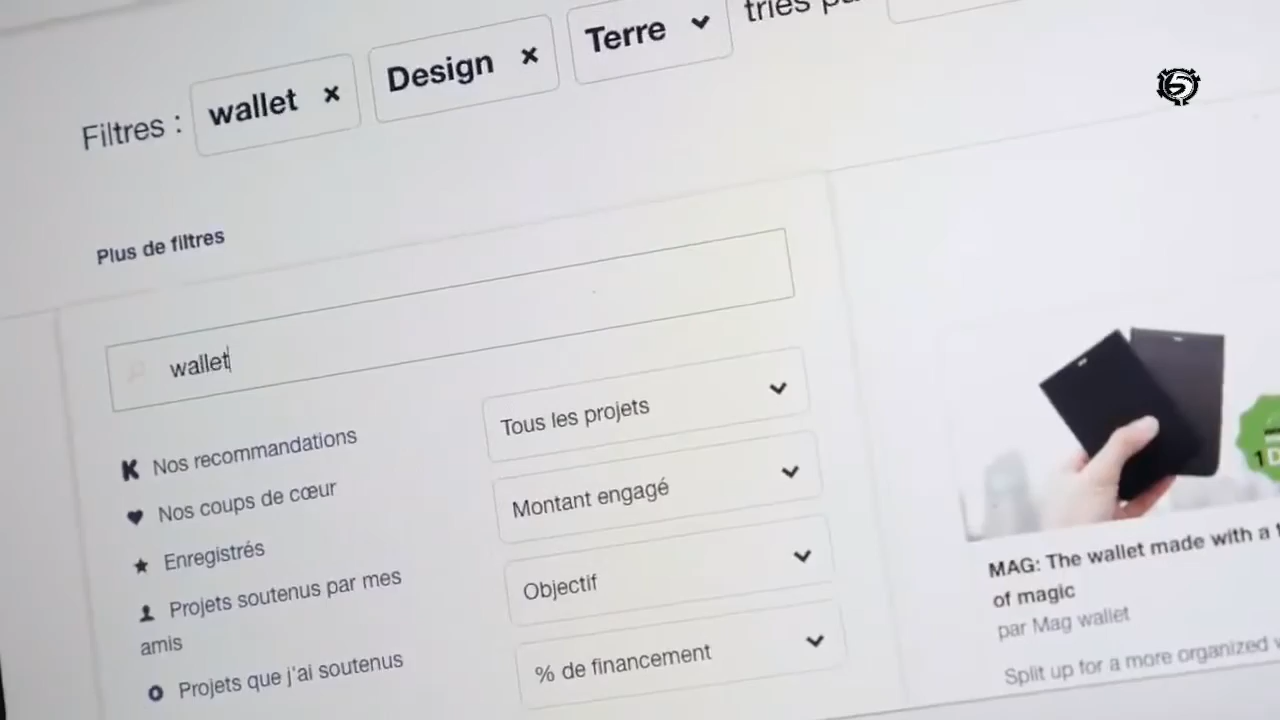 Filtres : wallet × Design × Terre triés
Plus de filtres
wallet
Nos recommandations
Nos coups de cœur
Enregistrés
Projets soutenus par mes
amis
Projets que j'ai soutenus
Tous les projets
Montant engagé
Objectif
% de financement
MAG: The wallet made with a
of magic
par Mag wallet
Split up for a more organized